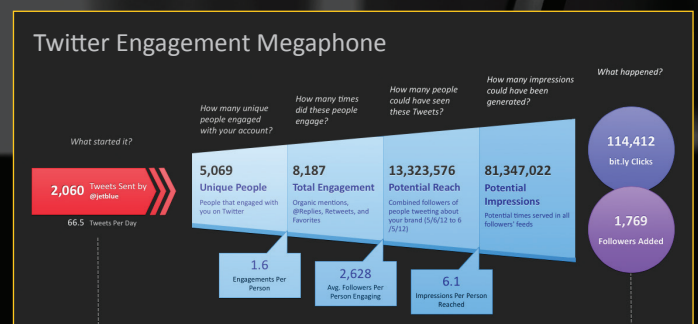 Twitter Engagement Megaphone
What started it?
2,060 Tweets Sent by
@jetblue
66.5 Tweets Per Day
How many unique
people engaged
with your account?
5,069
Unique People
People that engaged with
you on Twitter
1.6
Engagements Per
Person
How many times
did these people
engage?
8,187
Total Engagement
Organic mentions,
@Replies, Retweets, and
Favorites
2,628
Avg. Followers Per
Person Engaging
How many people
could have seen
these Tweets?
13,323,576
Potential Reach
Combined followers of
people tweeting about
your brand (5/6/12 to 6
/5/12)
6.1
Impressions Per Person
Reached
How many impressions
could have been
generated?
81,347,022
Potential
Impressions
Potential times served in all
followers' feeds
What happened?
114,412
bit.ly Clicks
1,769
Followers Added